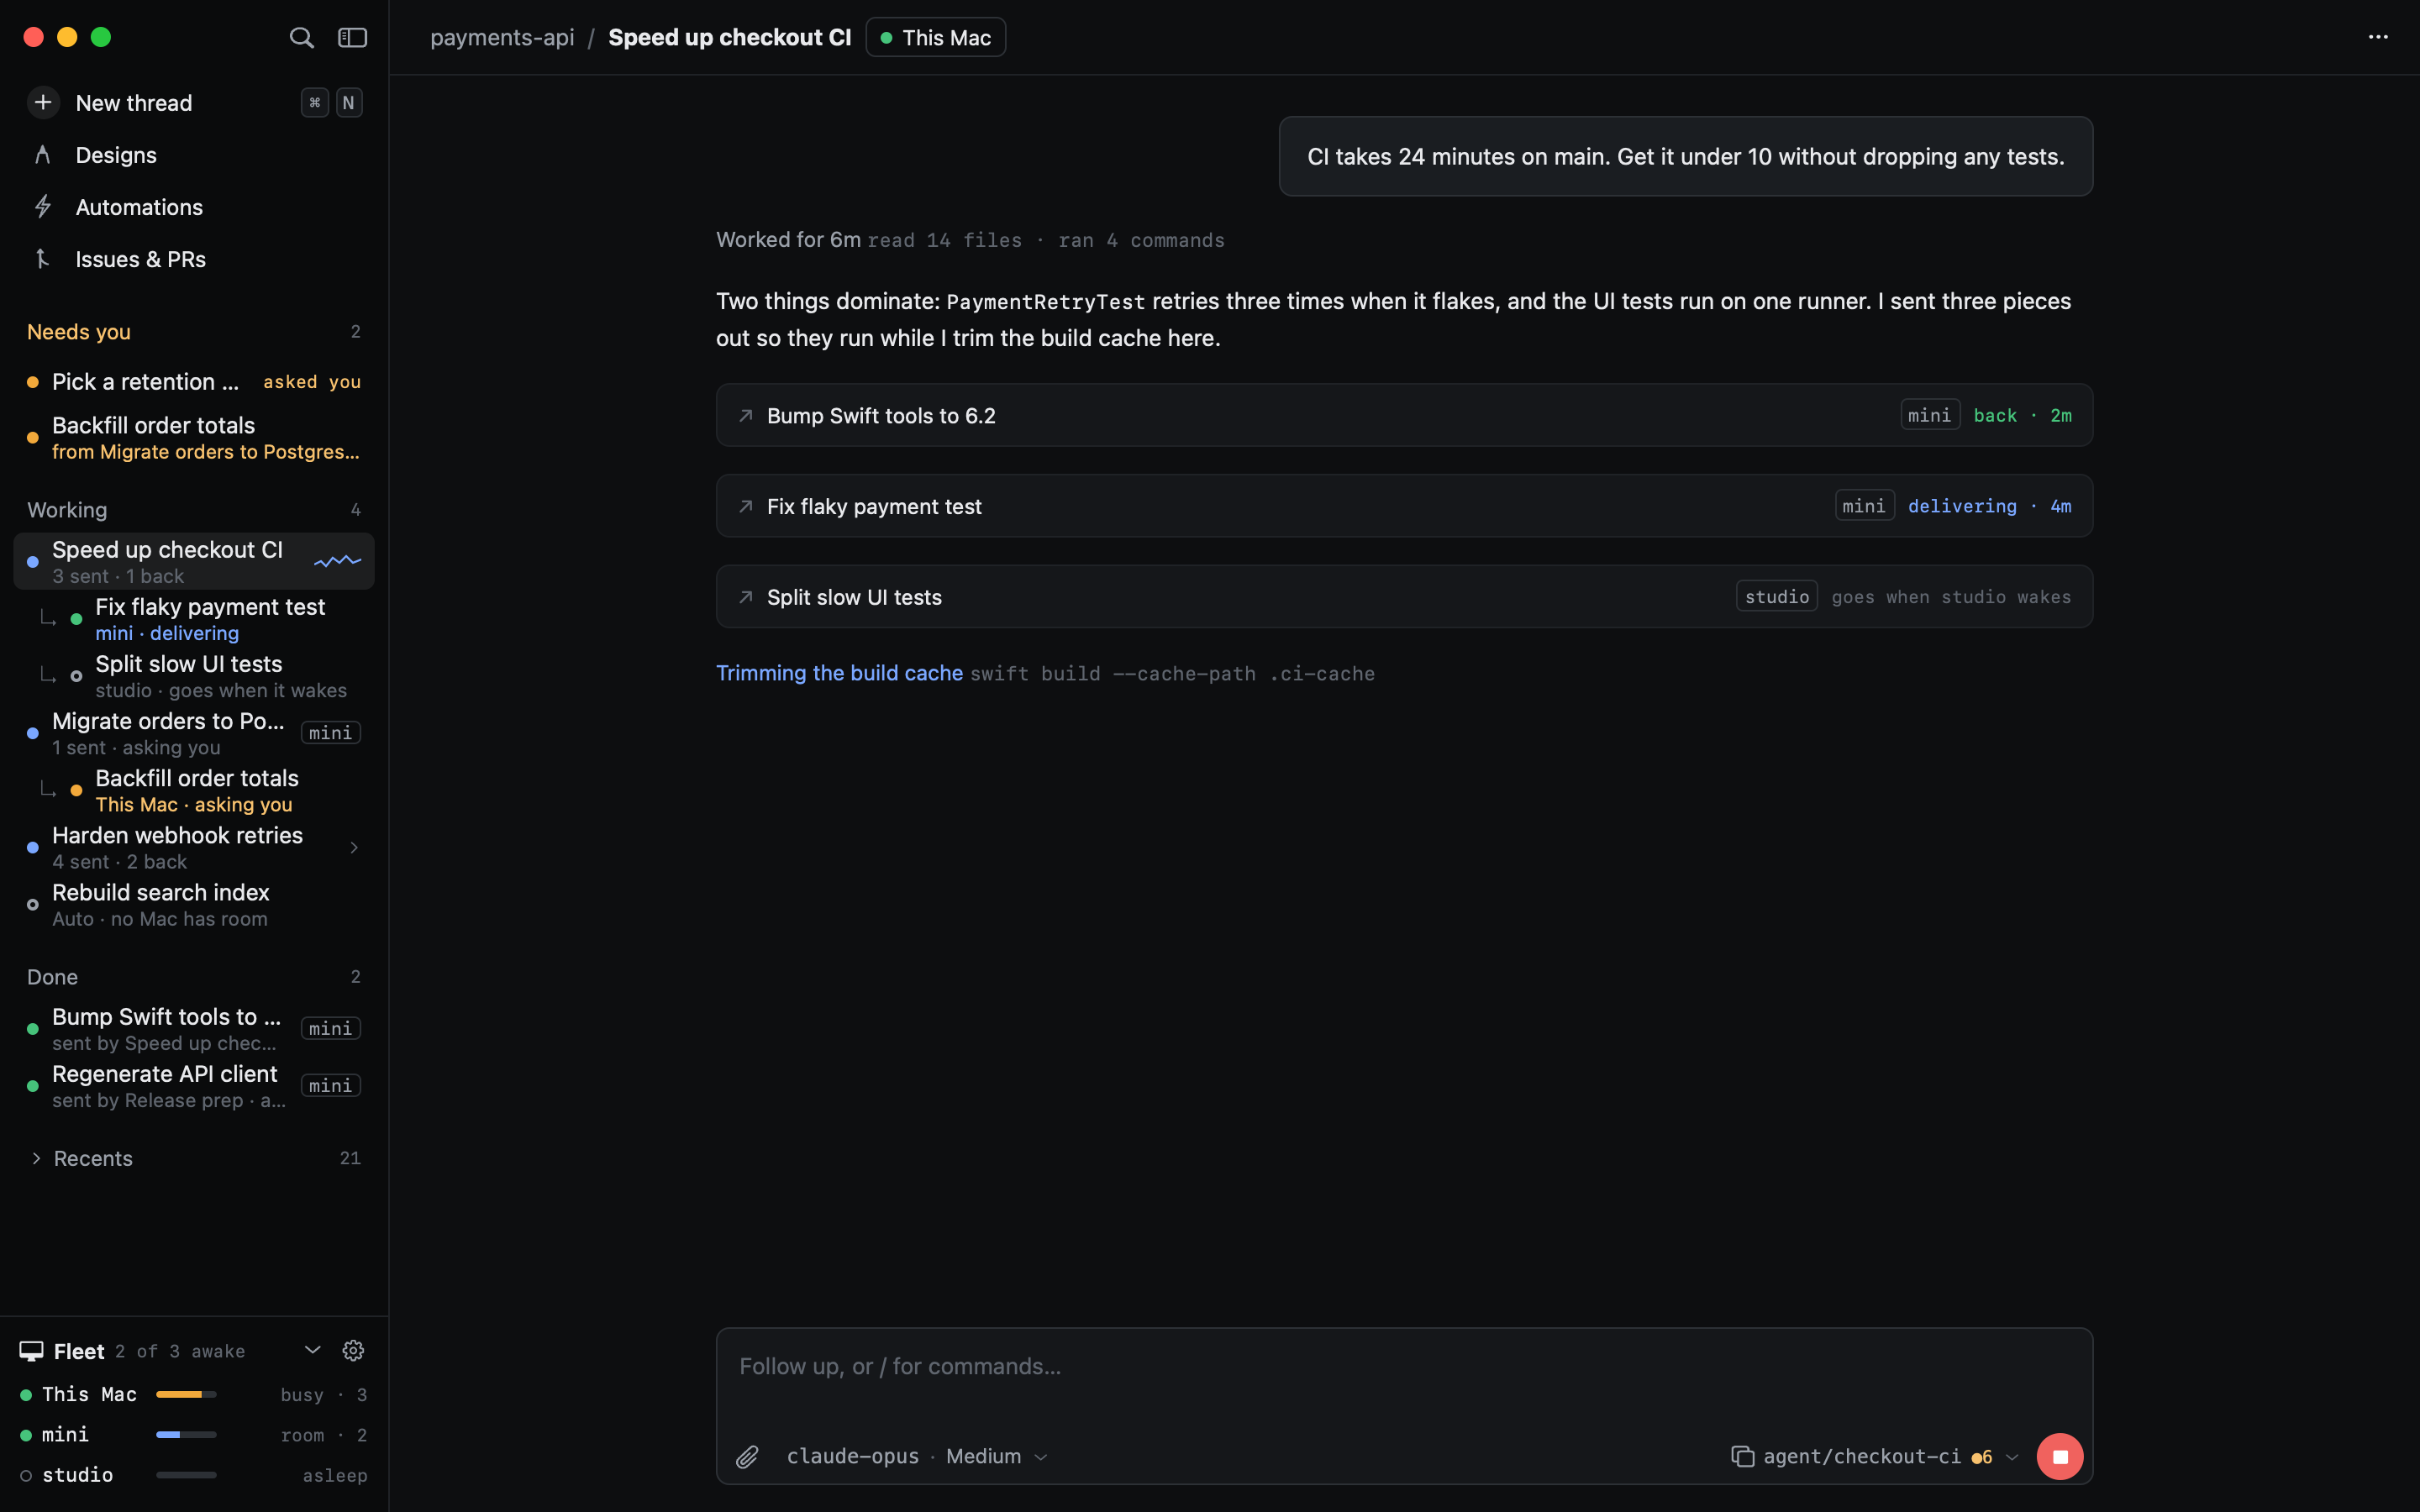 New thread ⌘ N
Designs
Automations
Issues & PRs
Needs you 2
Pick a retention ... asked you
Backfill order totals
from Migrate orders to Postgres...
Working 4
Speed up checkout CI
3 sent · 1 back
Fix flaky payment test
mini · delivering
Split slow UI tests
studio · goes when it wakes
Migrate orders to Po... mini
1 sent · asking you
Backfill order totals
This Mac · asking you
Harden webhook retries
4 sent · 2 back
Rebuild search index
Auto · no Mac has room
Done 2
Bump Swift tools to ... mini
sent by Speed up chec...
Regenerate API client mini
sent by Release prep · a...
Recents 21
Fleet 2 of 3 awake
This Mac busy · 3
mini room · 2
studio asleep
payments-api / Speed up checkout CI This Mac
CI takes 24 minutes on main. Get it under 10 without dropping any tests.
Worked for 6m read 14 files · ran 4 commands
Two things dominate: PaymentRetryTest retries three times when it flakes, and the UI tests run on one runner. I sent three pieces
out so they run while I trim the build cache here.
Bump Swift tools to 6.2 mini back · 2m
Fix flaky payment test mini delivering · 4m
Split slow UI tests studio goes when studio wakes
Trimming the build cache swift build --cache-path .ci-cache
Follow up, or / for commands...
claude-opus · Medium agent/checkout-ci 6